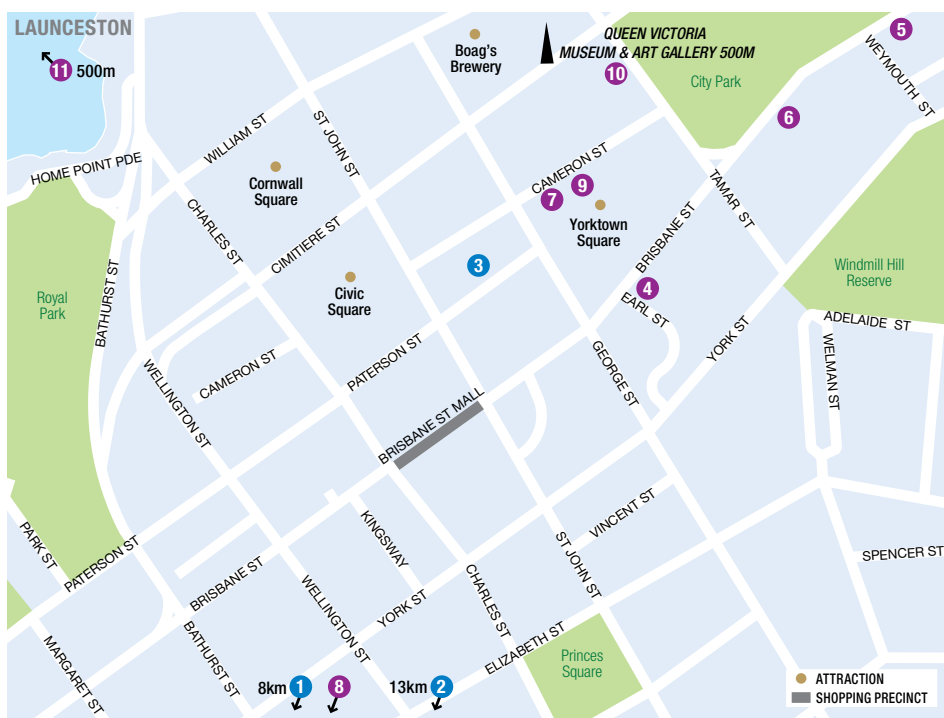 LAUNCESTON
11 500m
Boag's
Brewery
QUEEN VICTORIA
MUSEUM & ART GALLERY 500M
10
5
WEYMOUTH ST
City Park
6
HOME POINT PDE
WILLIAM ST
ST JOHN ST
Cornwall
Square
CHARLES ST
CIMITIERE ST
CAMERON ST
7
9
Yorktown
Square
TAMAR ST
BRISBANE ST
3
4
EARL ST
Windmill Hill
Reserve
Royal
Park
BATHURST ST
Civic
Square
ADELAIDE ST
WELMAN ST
YORK ST
GEORGE ST
PATERSON ST
CAMERON ST
WELLINGTON ST
BRISBANE ST MALL
KINGSWAY
VINCENT ST
ST JOHN ST
SPENCER ST
PARK ST
PATERSON ST
BRISBANE ST
WELLINGTON ST
YORK ST
CHARLES ST
ELIZABETH ST
Princes
Square
MARGARET ST
BATHURST ST
8km 1
8
13km 2
ATTRACTION
SHOPPING PRECINCT